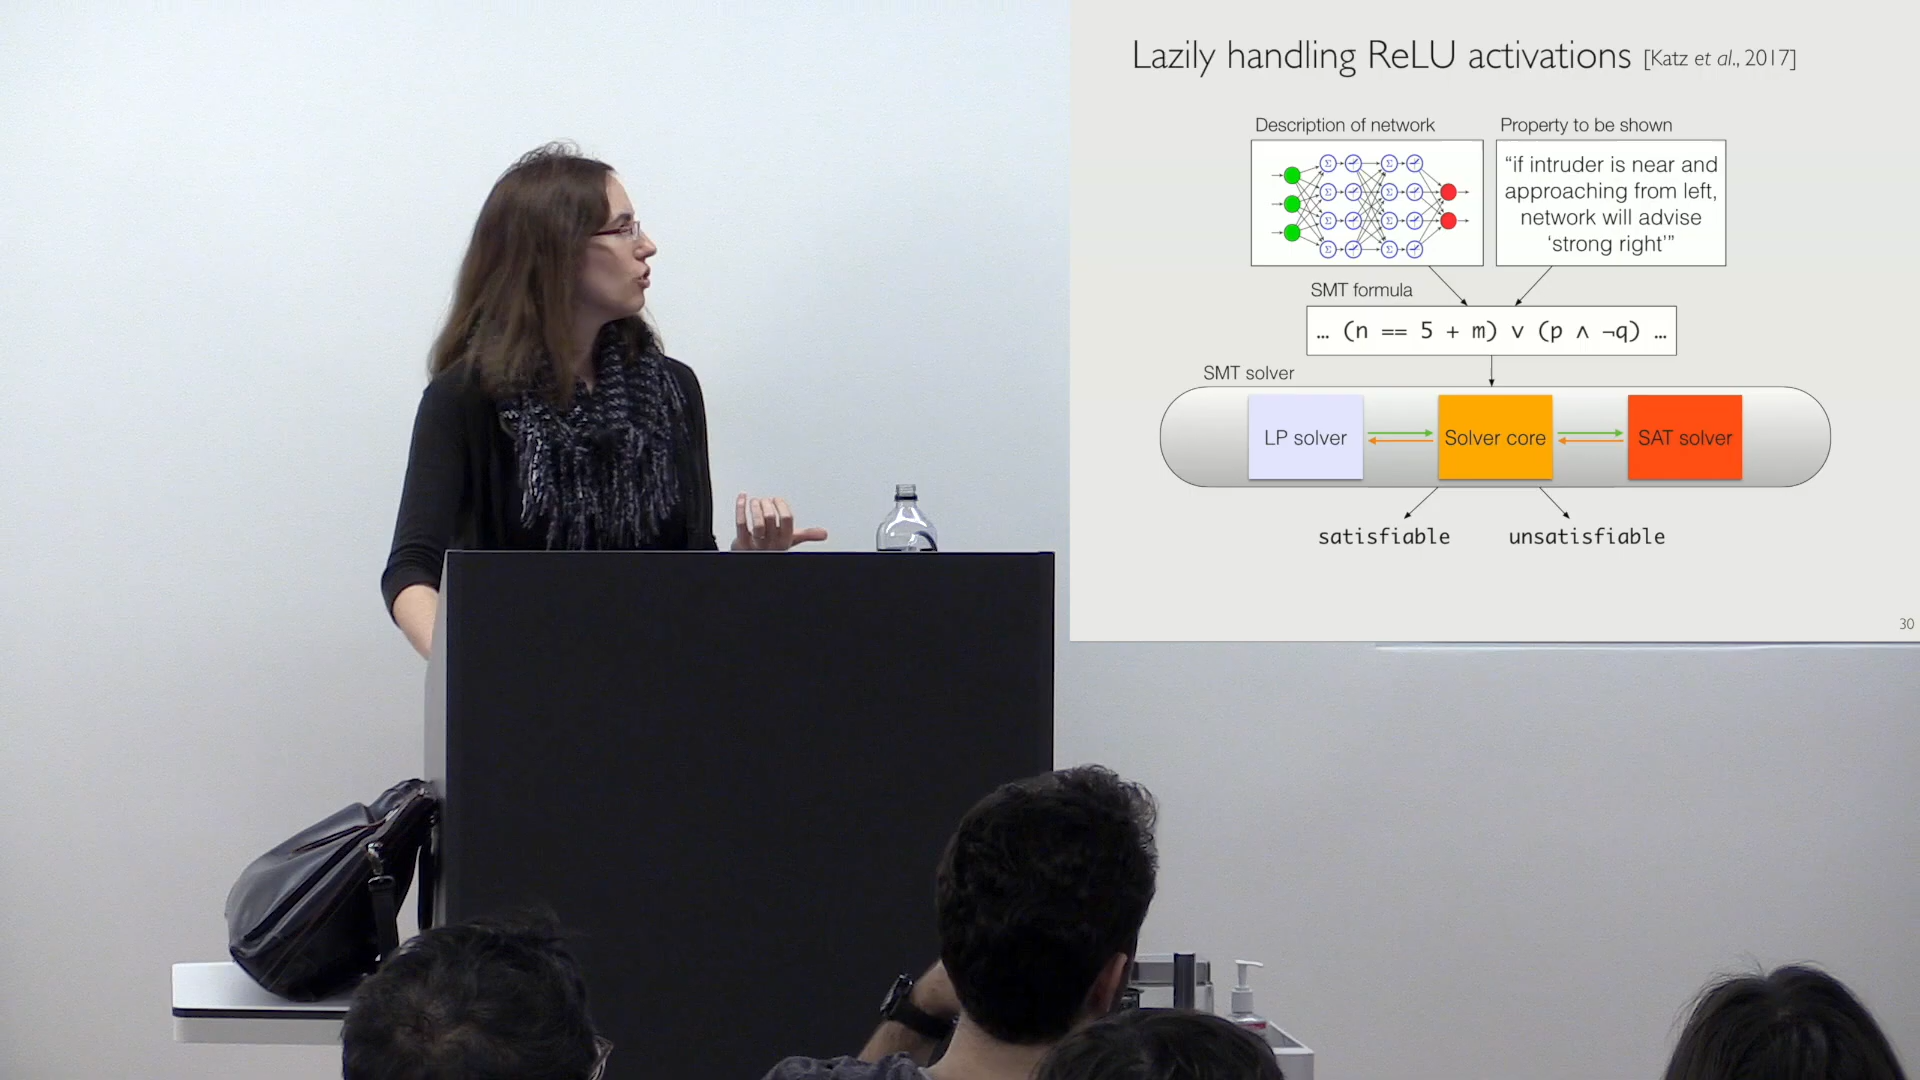 Lazily handling ReLU activations [Katz et al., 2017]
Description of network
Property to be shown
Σ Σ
Σ Σ
Σ Σ
Σ Σ
“if intruder is near and
approaching from left,
network will advise
‘strong right’”
SMT formula
… (n == 5 + m) ∨ (p ∧ ¬q) …
SMT solver
LP solver
Solver core
SAT solver
satisfiable
unsatisfiable
30